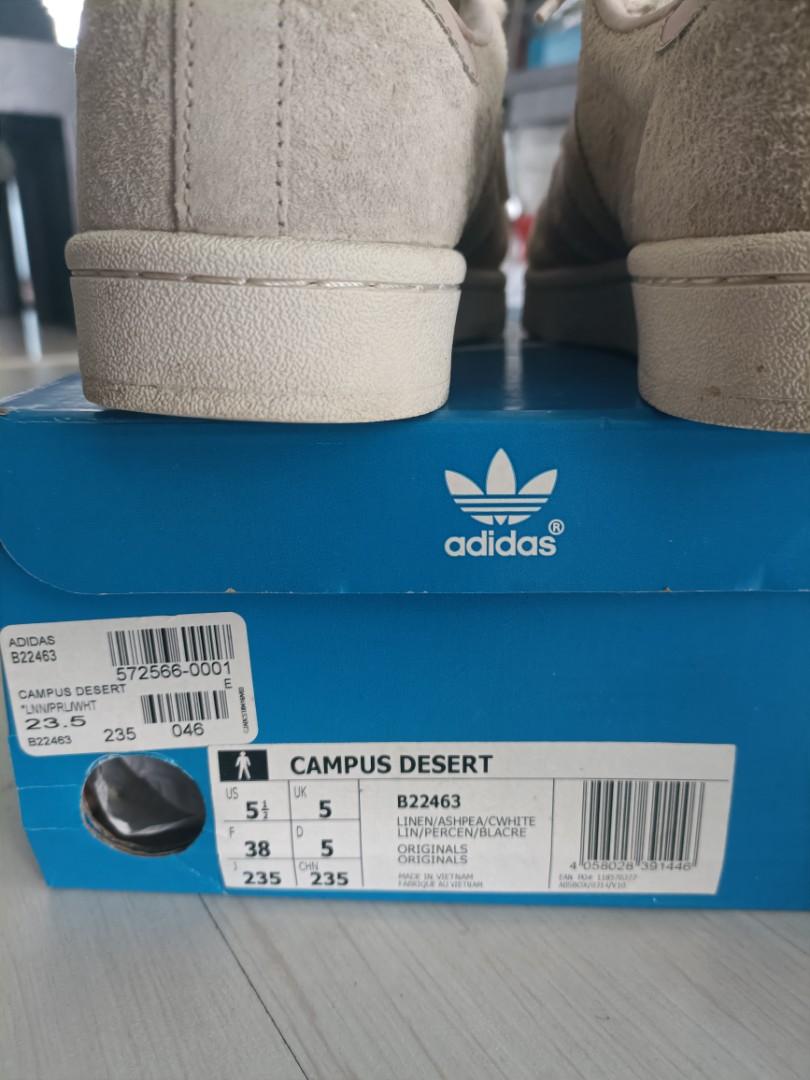 adidas®
ADIDAS
B22463
572566-0001
E
CAMPUS DESERT
*LNN/PRL/WHT
23.5
B22463 235 046
CAMPUS DESERT
US 5½ UK 5
F 38 D 5
J 235 CHN 235
B22463
LINEN/ASHPEA/CWHITE
LIN/PERCEN/BLACRE
ORIGINALS
ORIGINALS
MADE IN VIETNAM
FABRIQUE AU VIETNAM
4 058028 391446